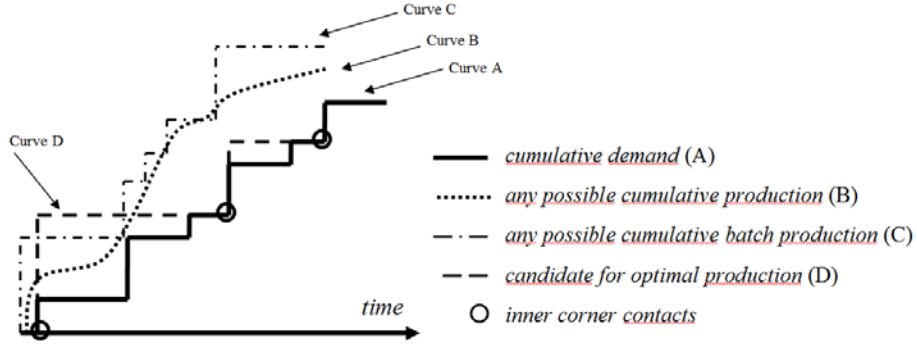 Curve C
Curve B
Curve A
Curve D
time
cumulative demand (A)
any possible cumulative production (B)
any possible cumulative batch production (C)
candidate for optimal production (D)
inner corner contacts